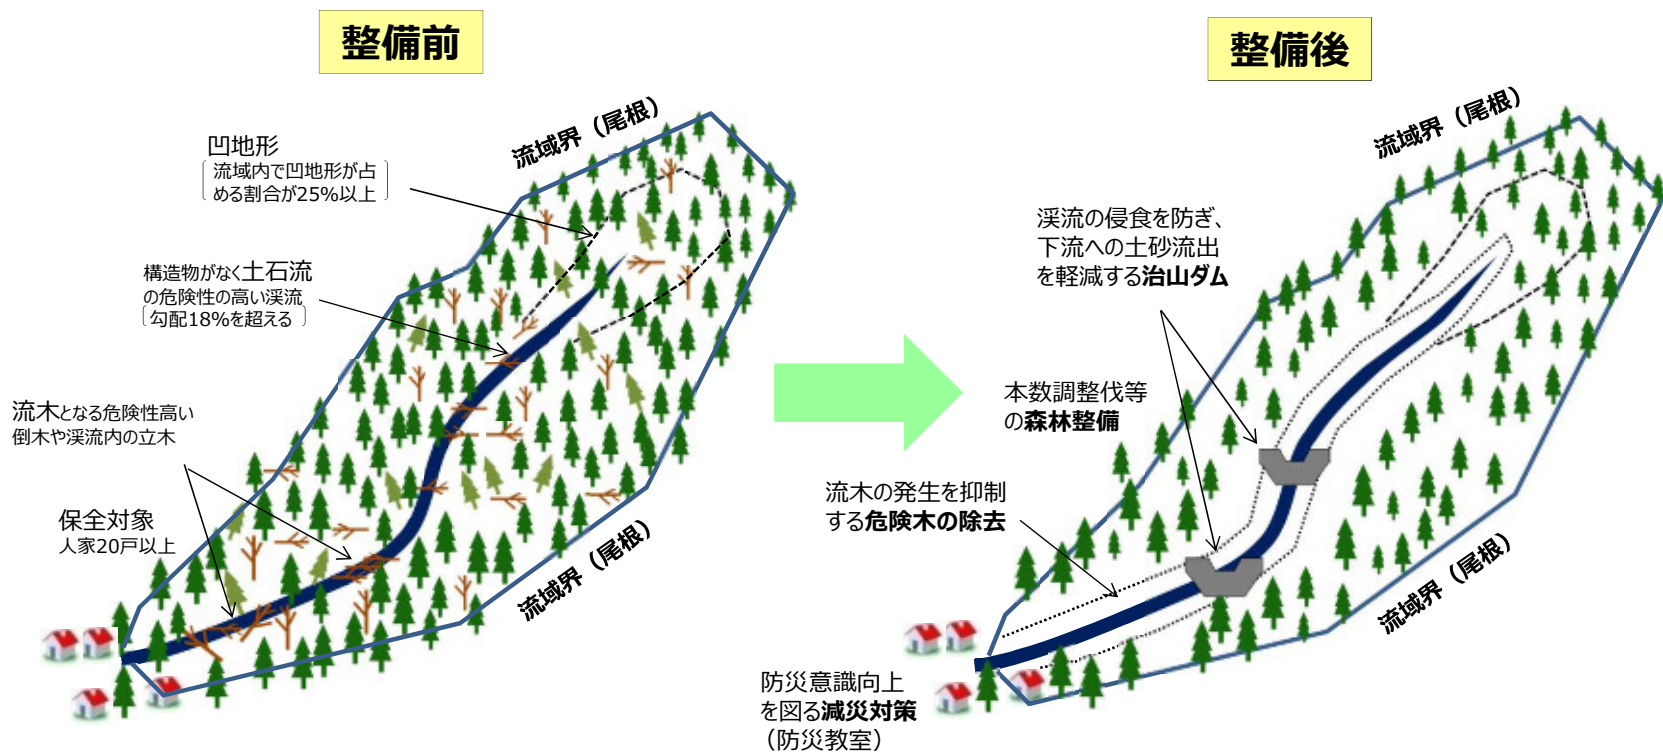 整備前
流域界（尾根）
凹地形
流域内で凹地形が占
める割合が25%以上
構造物がなく土石流
の危険性の高い渓流
勾配18%を超える
流木となる危険性高い
倒木や渓流内の立木
保全対象
人家20戸以上
流域界（尾根）
整備後
流域界（尾根）
渓流の侵食を防ぎ、
下流への土砂流出
を軽減する治山ダム
本数調整伐等
の森林整備
流木の発生を抑制
する危険木の除去
流域界（尾根）
防災意識向上
を図る減災対策
（防災教室）